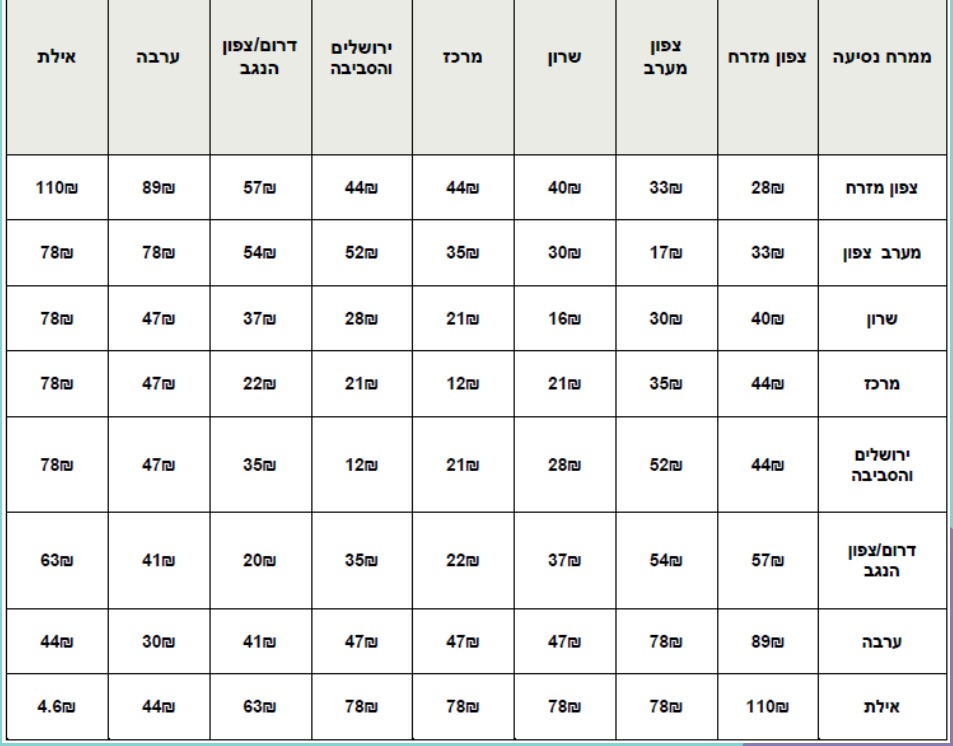 ממרח נסיעה צפון מזרח צפון מערב שרון מרכז ירושלים והסביבה דרום/צפון הנגב ערבה אילת
צפון מזרח 28₪ 33₪ 40₪ 44₪ 44₪ 57₪ 89₪ 110₪
מערב צפון 33₪ 17₪ 30₪ 35₪ 52₪ 54₪ 78₪ 78₪
שרון 40₪ 30₪ 16₪ 21₪ 28₪ 37₪ 47₪ 78₪
מרכז 44₪ 35₪ 21₪ 12₪ 21₪ 22₪ 47₪ 78₪
ירושלים והסביבה 44₪ 52₪ 28₪ 21₪ 12₪ 35₪ 47₪ 78₪
דרום/צפון הנגב 57₪ 54₪ 37₪ 22₪ 35₪ 20₪ 41₪ 63₪
ערבה 89₪ 78₪ 47₪ 47₪ 47₪ 41₪ 30₪ 44₪
אילת 110₪ 78₪ 78₪ 78₪ 78₪ 63₪ 44₪ 4.6₪